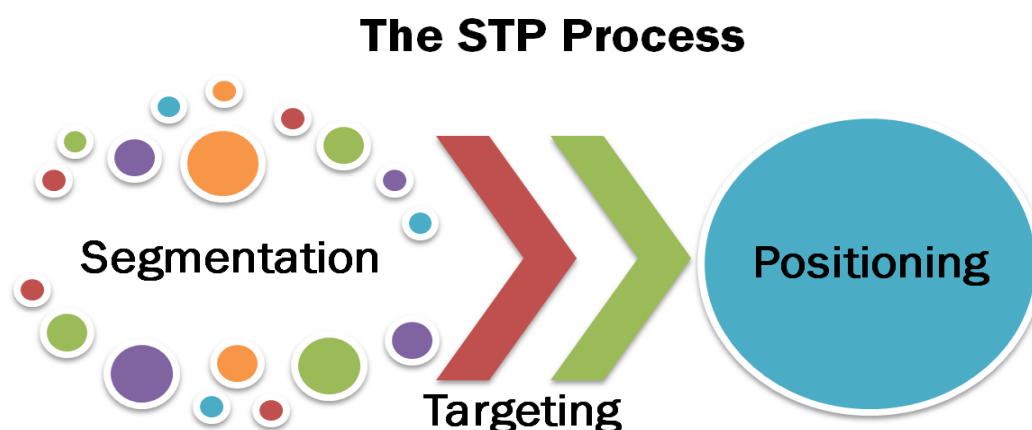 The STP Process
Segmentation
Targeting
Positioning